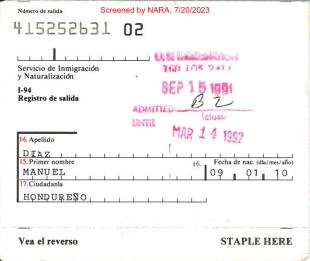 Screened by NARA, 7/20/2023
Número de salida
415252631 02
Servicio de Inmigración
y Naturalización
I-94
Registro de salida
U.S. IMMIGRATION
160 LOS 2414
SEP 15 1991
ADMITTED B2
(class)
UNTIL
MAR 14 1992
14. Apellido
DIAZ
15. Primer nombre
16. Fecha de nac. (día/mes/año)
MANUEL
09 01 10
17. Ciudadanía
HONDUREÑO
Vea el reverso
STAPLE HERE